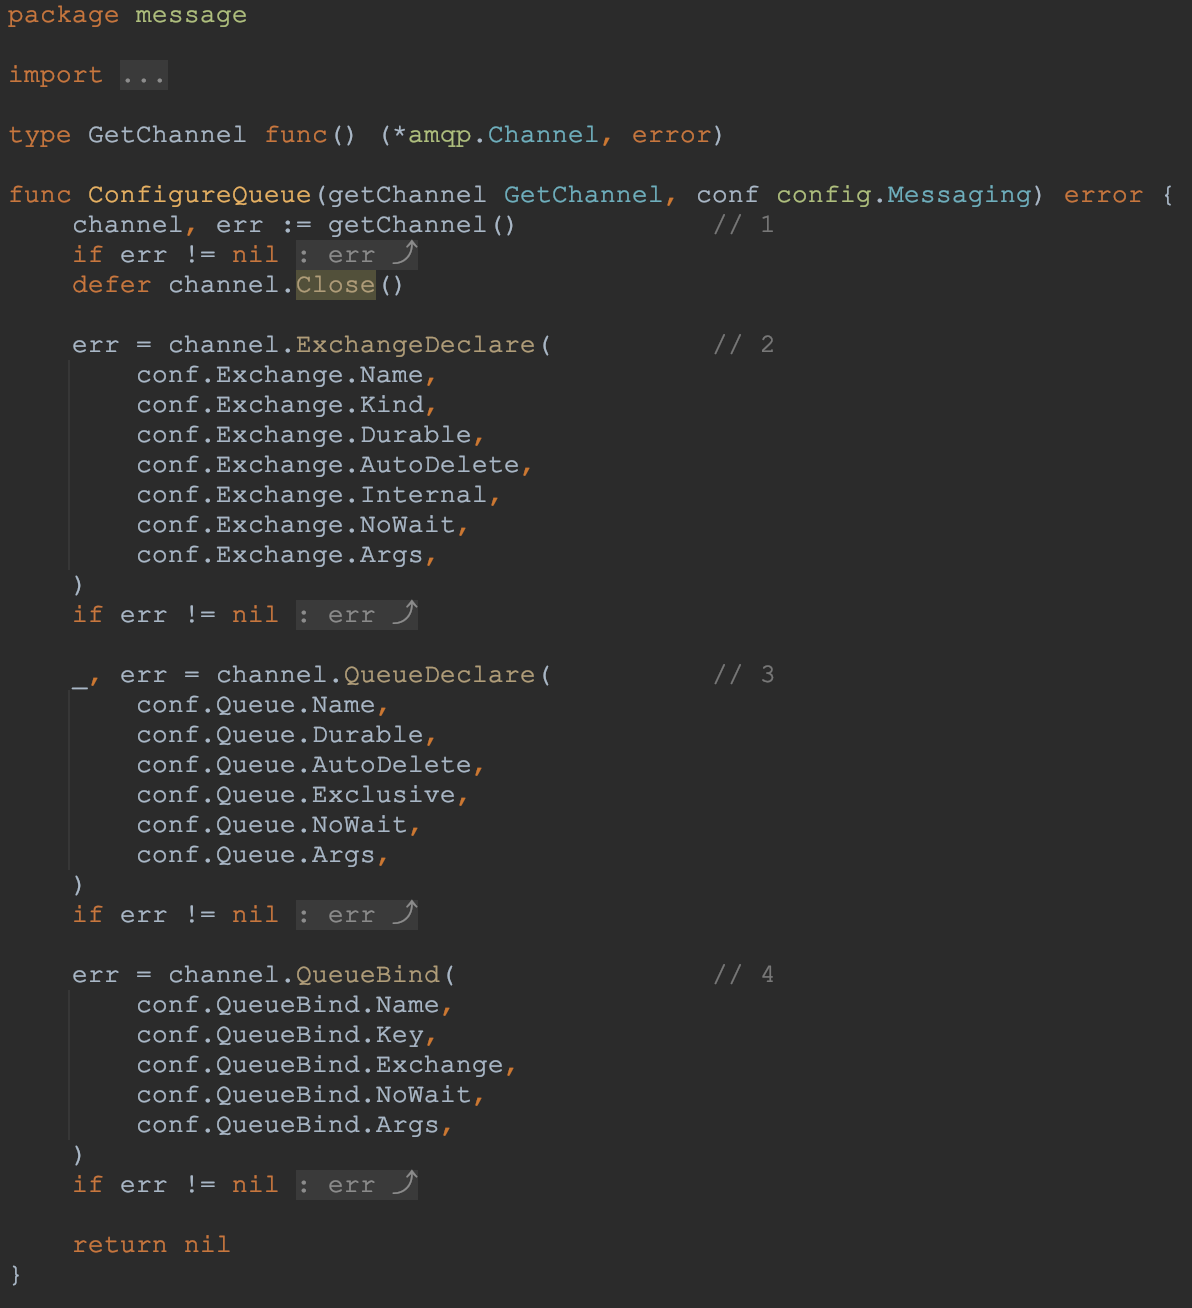 package message
import ...
type GetChannel func() (*amqp.Channel, error)
func ConfigureQueue(getChannel GetChannel, conf config.Messaging) error {
    channel, err := getChannel()            // 1
    if err != nil : err ⤴
    defer channel.Close()
    err = channel.ExchangeDeclare(          // 2
        conf.Exchange.Name,
        conf.Exchange.Kind,
        conf.Exchange.Durable,
        conf.Exchange.AutoDelete,
        conf.Exchange.Internal,
        conf.Exchange.NoWait,
        conf.Exchange.Args,
    )
    if err != nil : err ⤴
    _, err = channel.QueueDeclare(          // 3
        conf.Queue.Name,
        conf.Queue.Durable,
        conf.Queue.AutoDelete,
        conf.Queue.Exclusive,
        conf.Queue.NoWait,
        conf.Queue.Args,
    )
    if err != nil : err ⤴
    err = channel.QueueBind(                // 4
        conf.QueueBind.Name,
        conf.QueueBind.Key,
        conf.QueueBind.Exchange,
        conf.QueueBind.NoWait,
        conf.QueueBind.Args,
    )
    if err != nil : err ⤴
    return nil
}